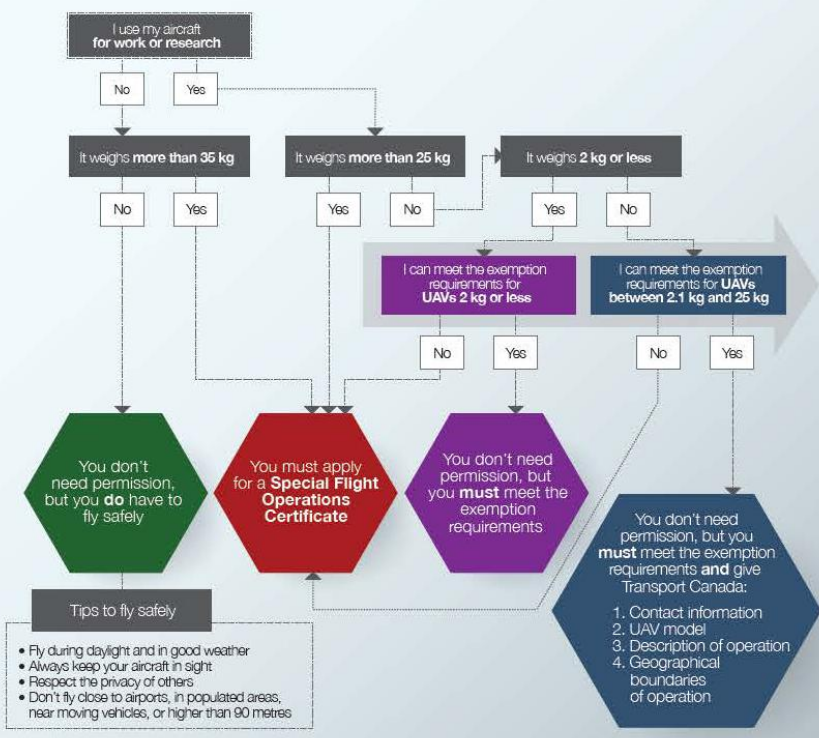 I use my aircraft
for work or research
No
Yes
It weighs more than 35 kg
It weighs more than 25 kg
It weighs 2 kg or less
No
Yes
Yes
No
Yes
No
I can meet the exemption
requirements for
UAVs 2 kg or less
I can meet the exemption
requirements for UAVs
between 2.1 kg and 25 kg
No
Yes
No
Yes
You don't
need permission,
but you do have to
fly safely
You must apply
for a Special Flight
Operations
Certificate
You don't need
permission, but
you must meet the
exemption
requirements
You don't need
permission, but you
must meet the exemption
requirements and give
Transport Canada:
1. Contact information
2. UAV model
3. Description of operation
4. Geographical
boundaries
of operation
Tips to fly safely
• Fly during daylight and in good weather
• Always keep your aircraft in sight
• Respect the privacy of others
• Don't fly close to airports, in populated areas,
near moving vehicles, or higher than 90 metres